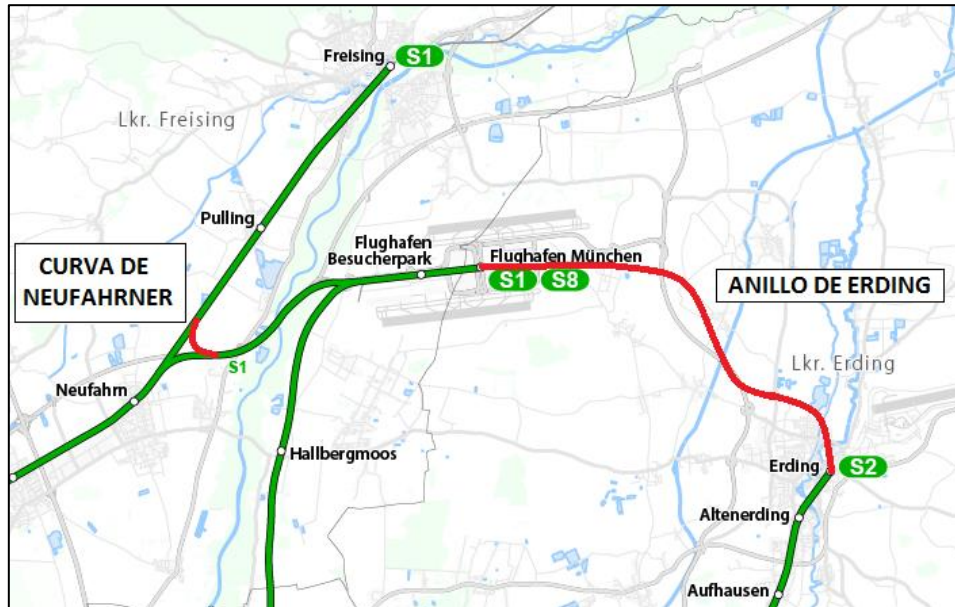 Freising S1
Lkr. Freising
Pulling
Flughafen
Besucherpark
Flughafen München
S1 S8
CURVA DE
NEUFAHRNER
ANILLO DE ERDING
S1
Lkr. Erding
Neufahrn
Hallbergmoos
Erding S2
Altenerding
Aufhausen